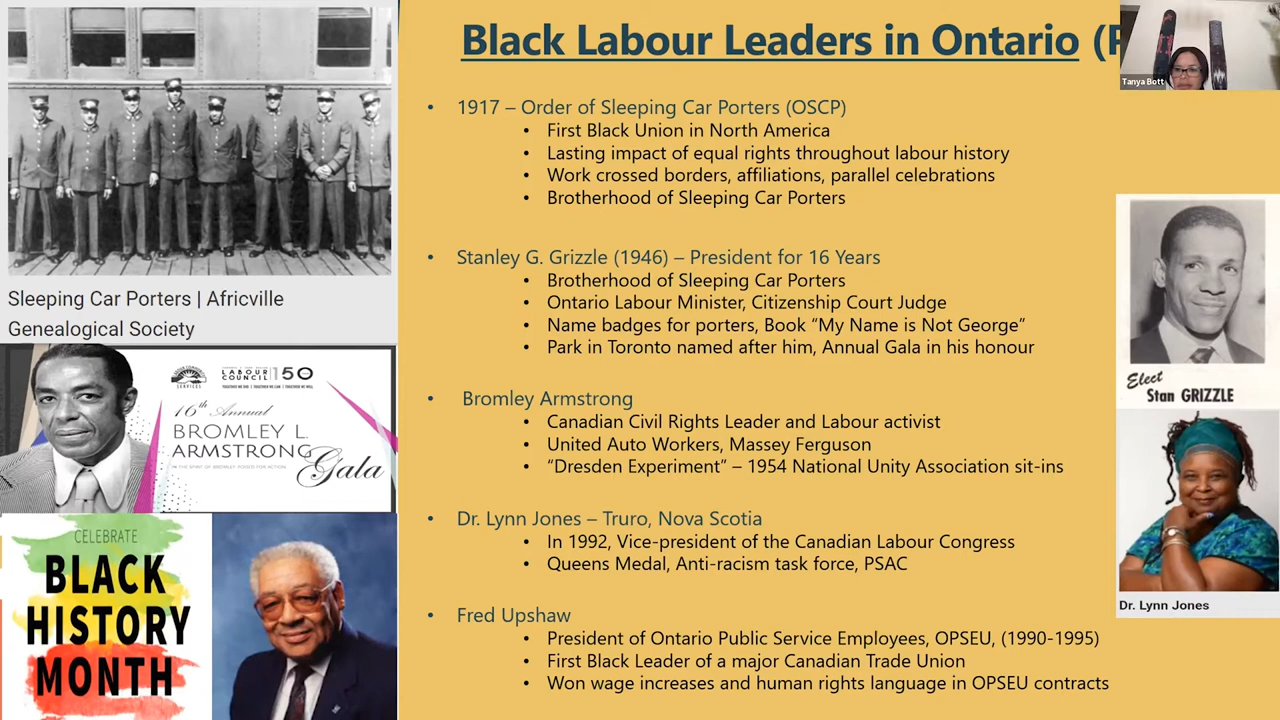 Black Labour Leaders in Ontario (
Tanya Bott
• 1917 – Order of Sleeping Car Porters (OSCP)
• First Black Union in North America
• Lasting impact of equal rights throughout labour history
• Work crossed borders, affiliations, parallel celebrations
• Brotherhood of Sleeping Car Porters
• Stanley G. Grizzle (1946) – President for 16 Years
• Brotherhood of Sleeping Car Porters
• Ontario Labour Minister, Citizenship Court Judge
• Name badges for porters, Book “My Name is Not George”
• Park in Toronto named after him, Annual Gala in his honour
• Bromley Armstrong
• Canadian Civil Rights Leader and Labour activist
• United Auto Workers, Massey Ferguson
• “Dresden Experiment” – 1954 National Unity Association sit-ins
• Dr. Lynn Jones – Truro, Nova Scotia
• In 1992, Vice-president of the Canadian Labour Congress
• Queens Medal, Anti-racism task force, PSAC
• Fred Upshaw
• President of Ontario Public Service Employees, OPSEU, (1990-1995)
• First Black Leader of a major Canadian Trade Union
• Won wage increases and human rights language in OPSEU contracts
Sleeping Car Porters | Africville
Genealogical Society
LABOUR
COUNCIL 150
16th Annual
BROMLEY L.
ARMSTRONG
Gala
CELEBRATE
BLACK
HISTORY
MONTH
Elect
Stan GRIZZLE
Dr. Lynn Jones